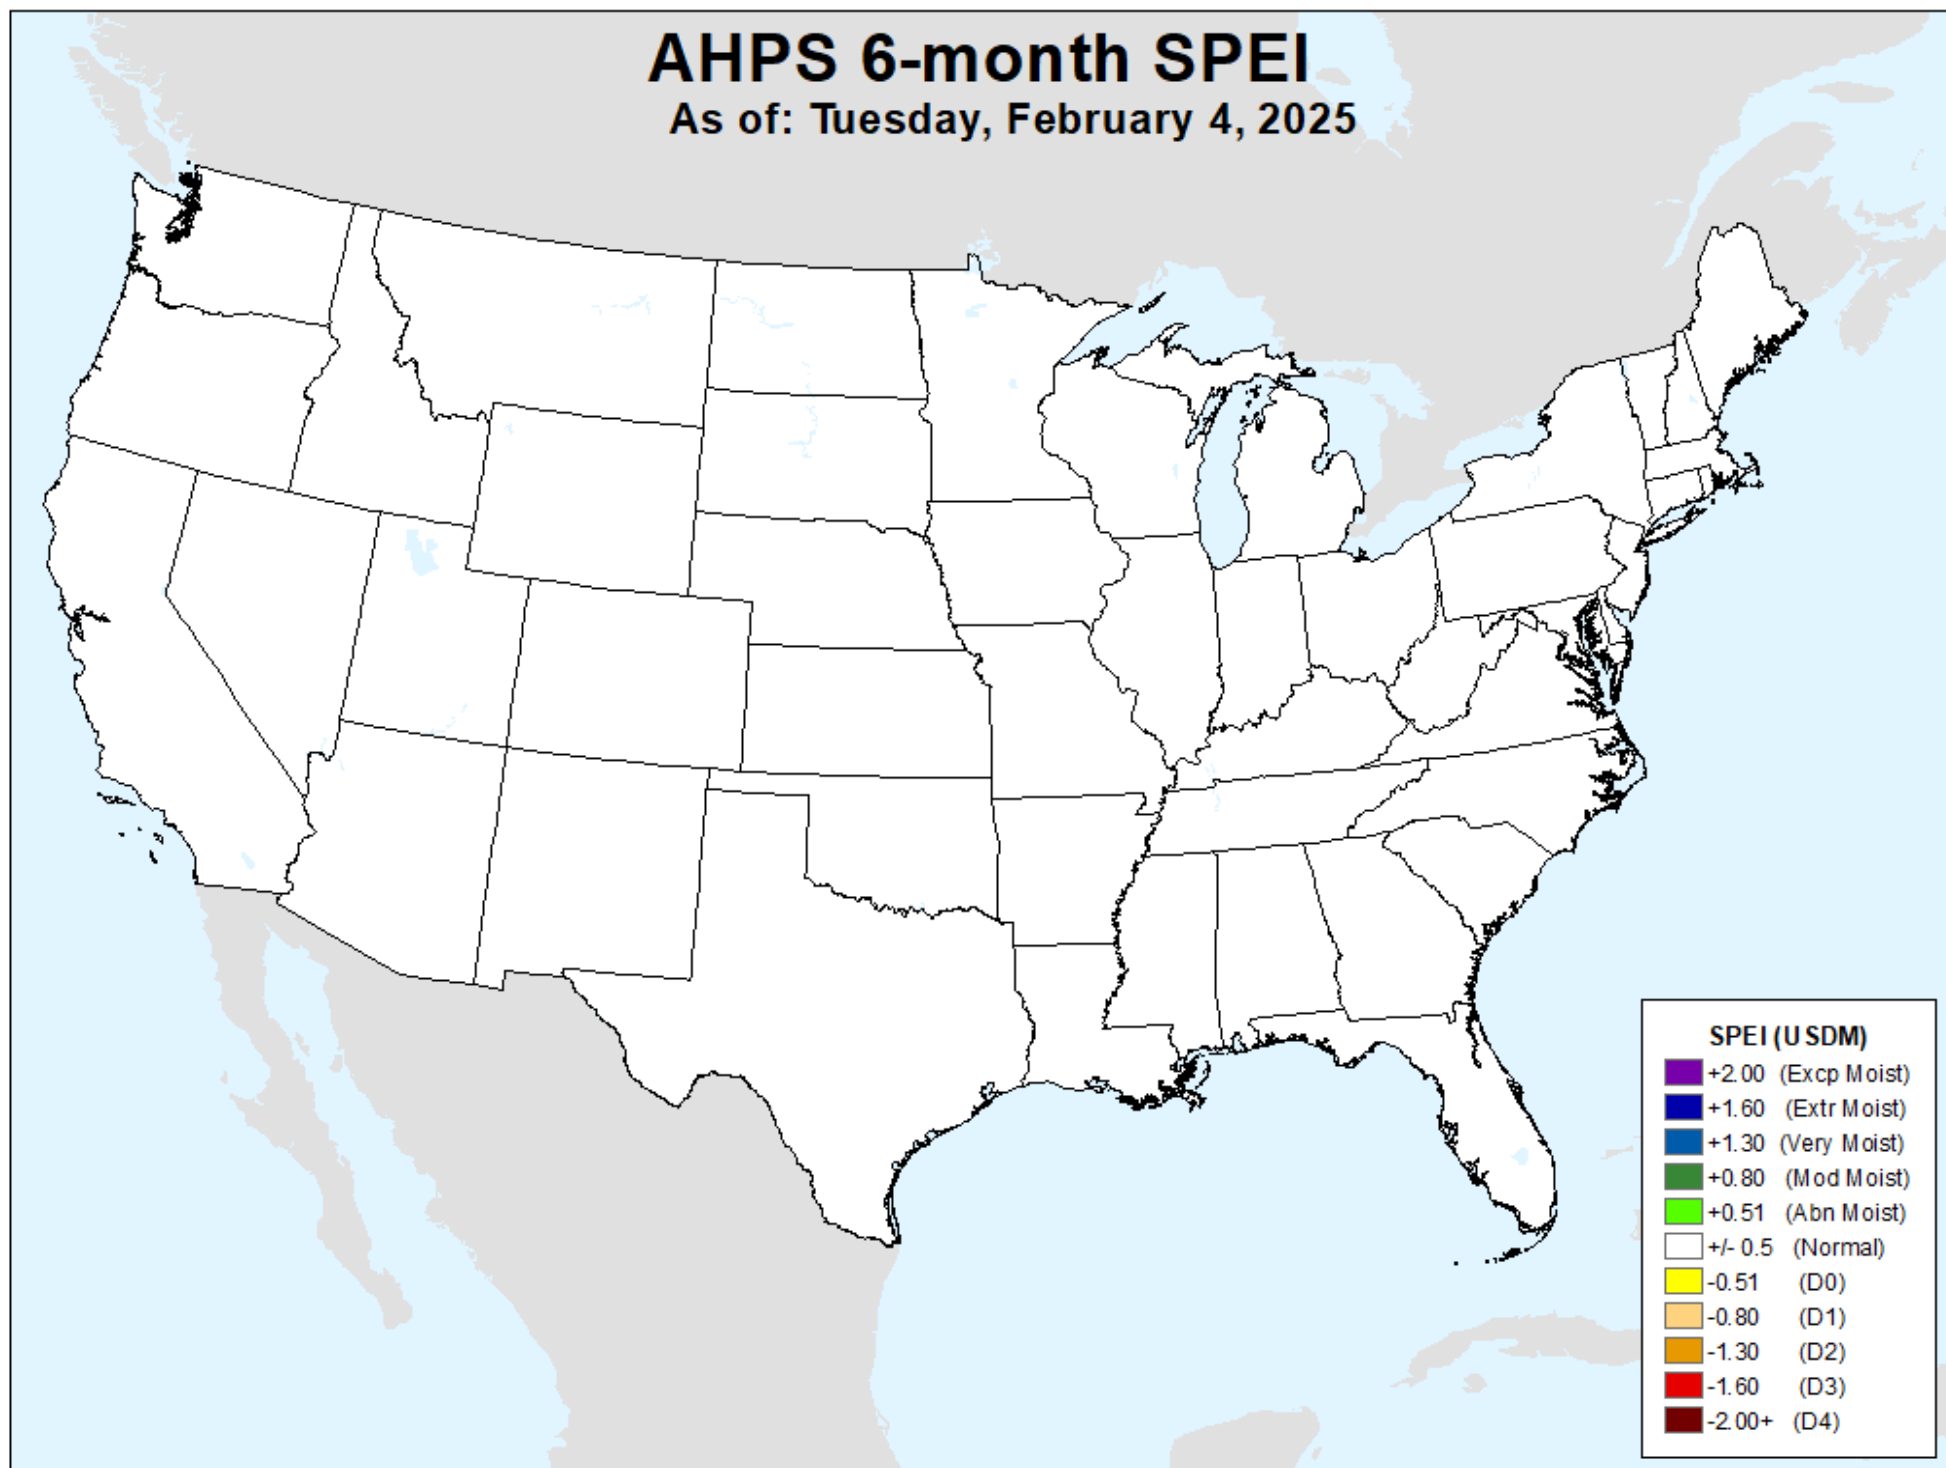 AHPS 6-month SPEI
As of: Tuesday, February 4, 2025
SPEI (USDM)
+2.00 (Excp Moist)
+1.60 (Extr Moist)
+1.30 (Very Moist)
+0.80 (Mod Moist)
+0.51 (Abn Moist)
+/- 0.5 (Normal)
-0.51 (D0)
-0.80 (D1)
-1.30 (D2)
-1.60 (D3)
-2.00+ (D4)